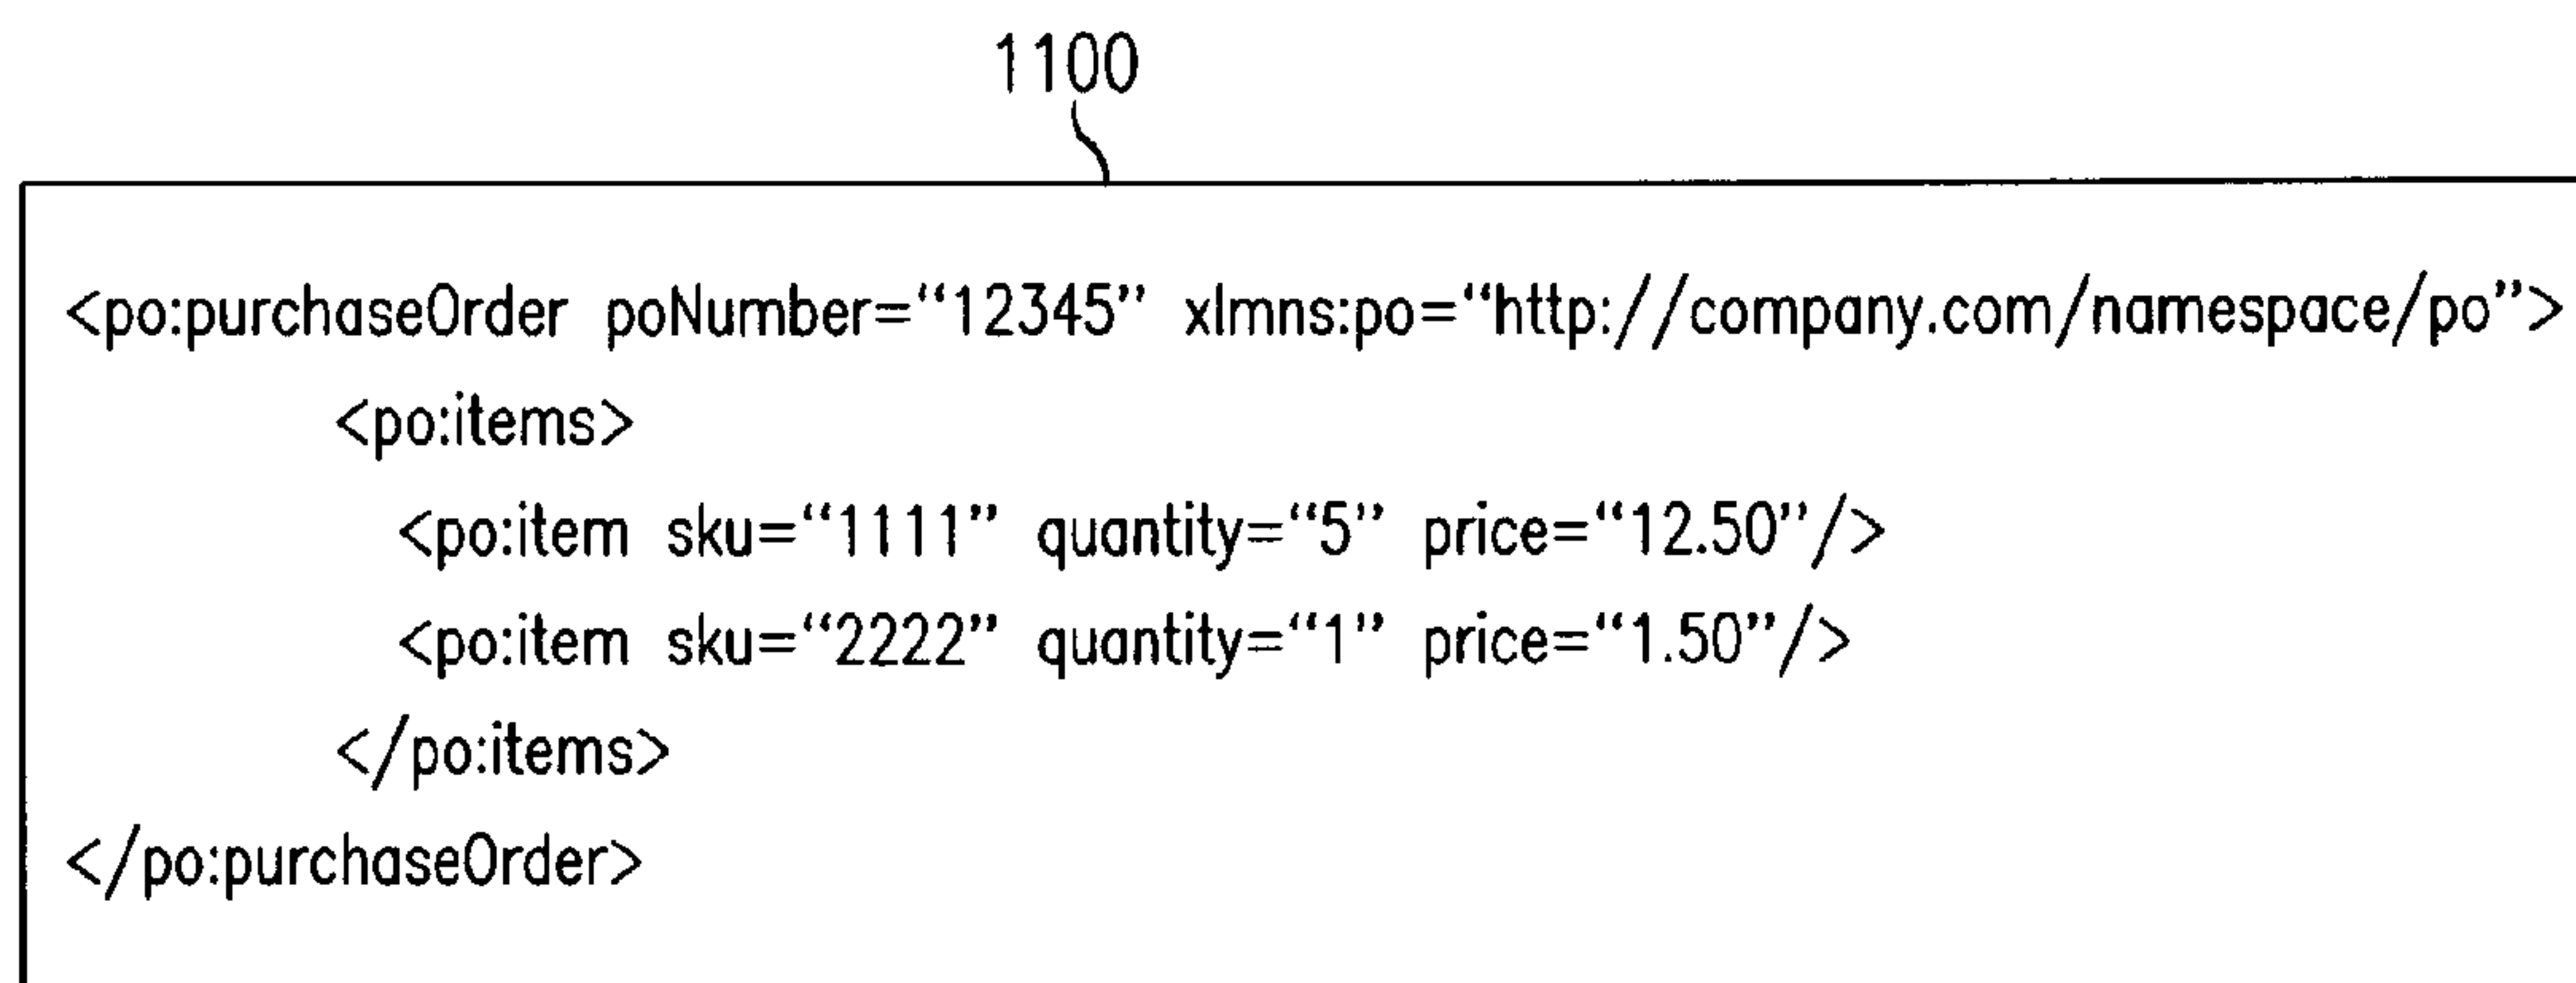 1100
<po:purchaseOrder poNumber=“12345” xlmns:po=“http://company.com/namespace/po”>
<po:items>
<po:item sku=“1111” quantity=“5” price=“12.50”/>
<po:item sku=“2222” quantity=“1” price=“1.50”/>
</po:items>
</po:purchaseOrder>